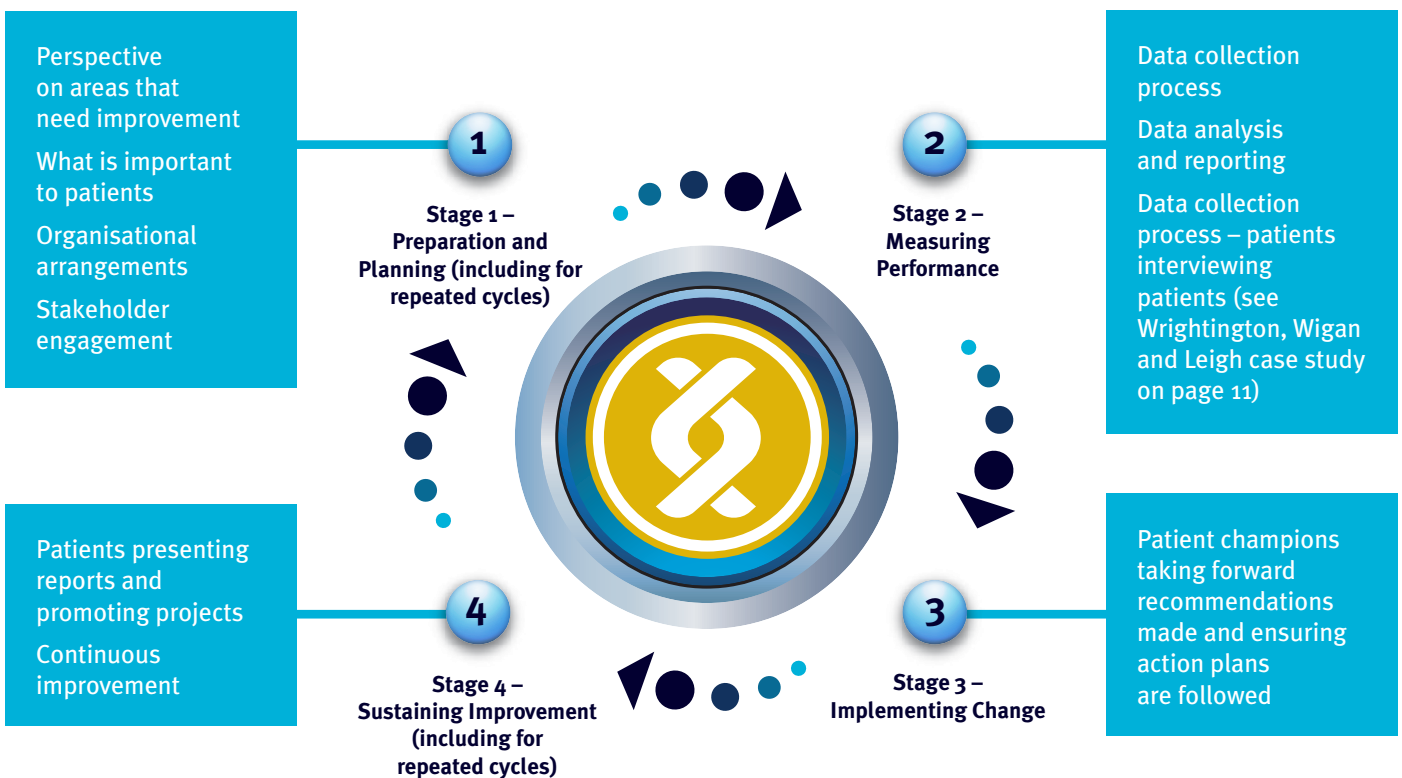 Perspective
on areas that
need improvement
What is important
to patients
Organisational
arrangements
Stakeholder
engagement
1
Stage 1 –
Preparation and
Planning (including for
repeated cycles)
2
Stage 2 –
Measuring
Performance
Data collection
process
Data analysis
and reporting
Data collection
process – patients
interviewing
patients (see
Wrightington, Wigan
and Leigh case study
on page 11)
3
Stage 3 –
Implementing Change
Patient champions
taking forward
recommendations
made and ensuring
action plans
are followed
4
Stage 4 –
Sustaining Improvement
(including for
repeated cycles)
Patients presenting
reports and
promoting projects
Continuous
improvement